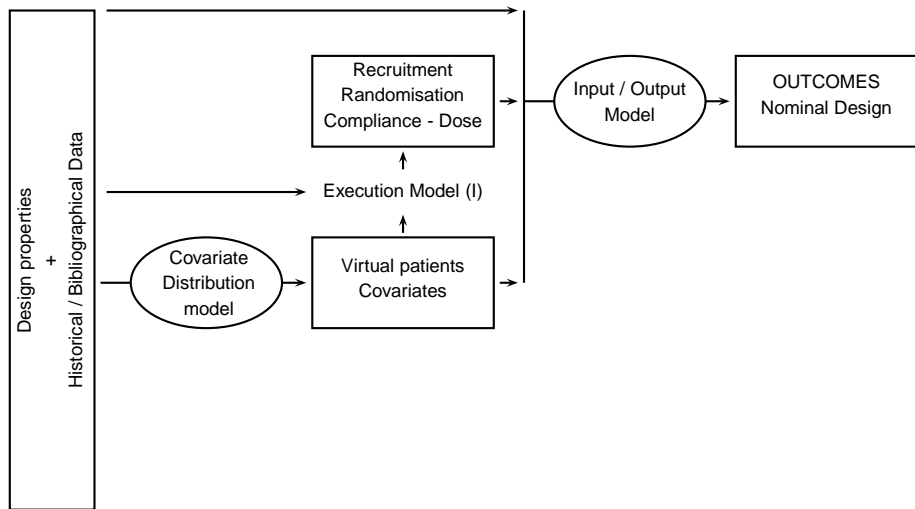 Design properties
+
Historical / Bibliographical Data
Recruitment
Randomisation
Compliance - Dose
Execution Model (I)
Covariate
Distribution
model
Virtual patients
Covariates
Input / Output
Model
OUTCOMES
Nominal Design